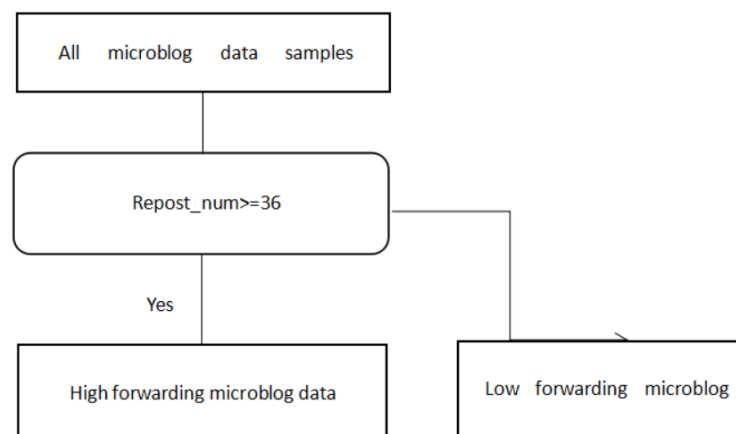 All microblog data samples
Repost_num>=36
Yes
High forwarding microblog data
Low forwarding microblog